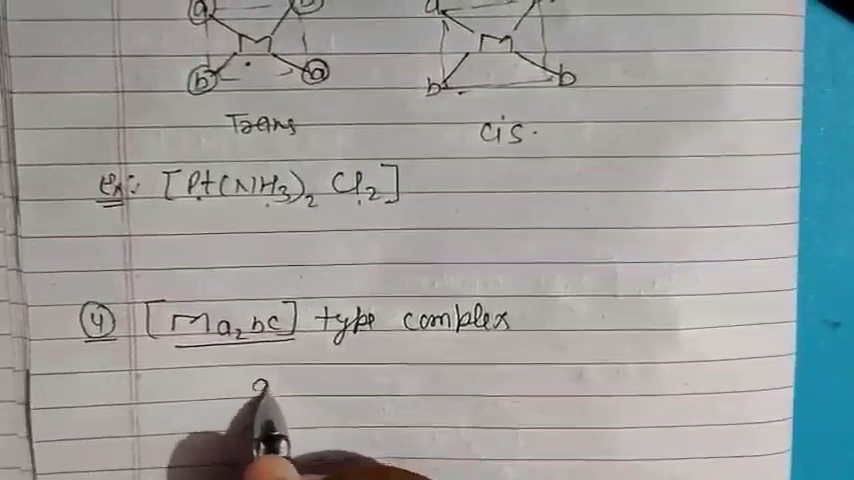 a b a
M M
b a b b
Trans cis.
ex: [Pt(NH3)2 Cl2]
④ [Ma2bc] type complex
a